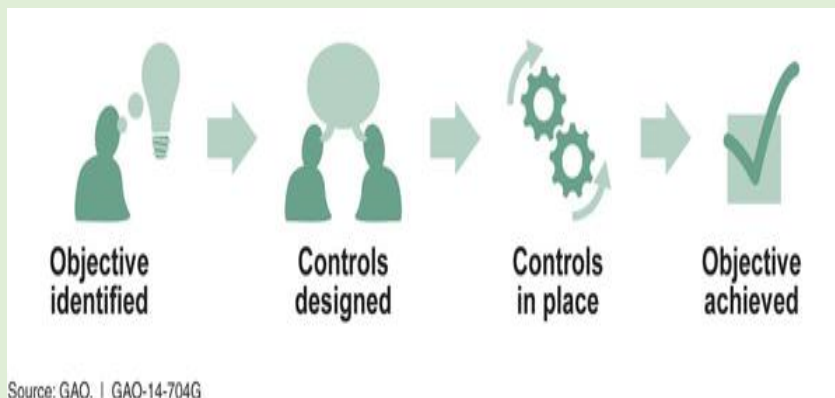 Objective
identified
Controls
designed
Controls
in place
Objective
achieved
Source: GAO. | GAO-14-704G